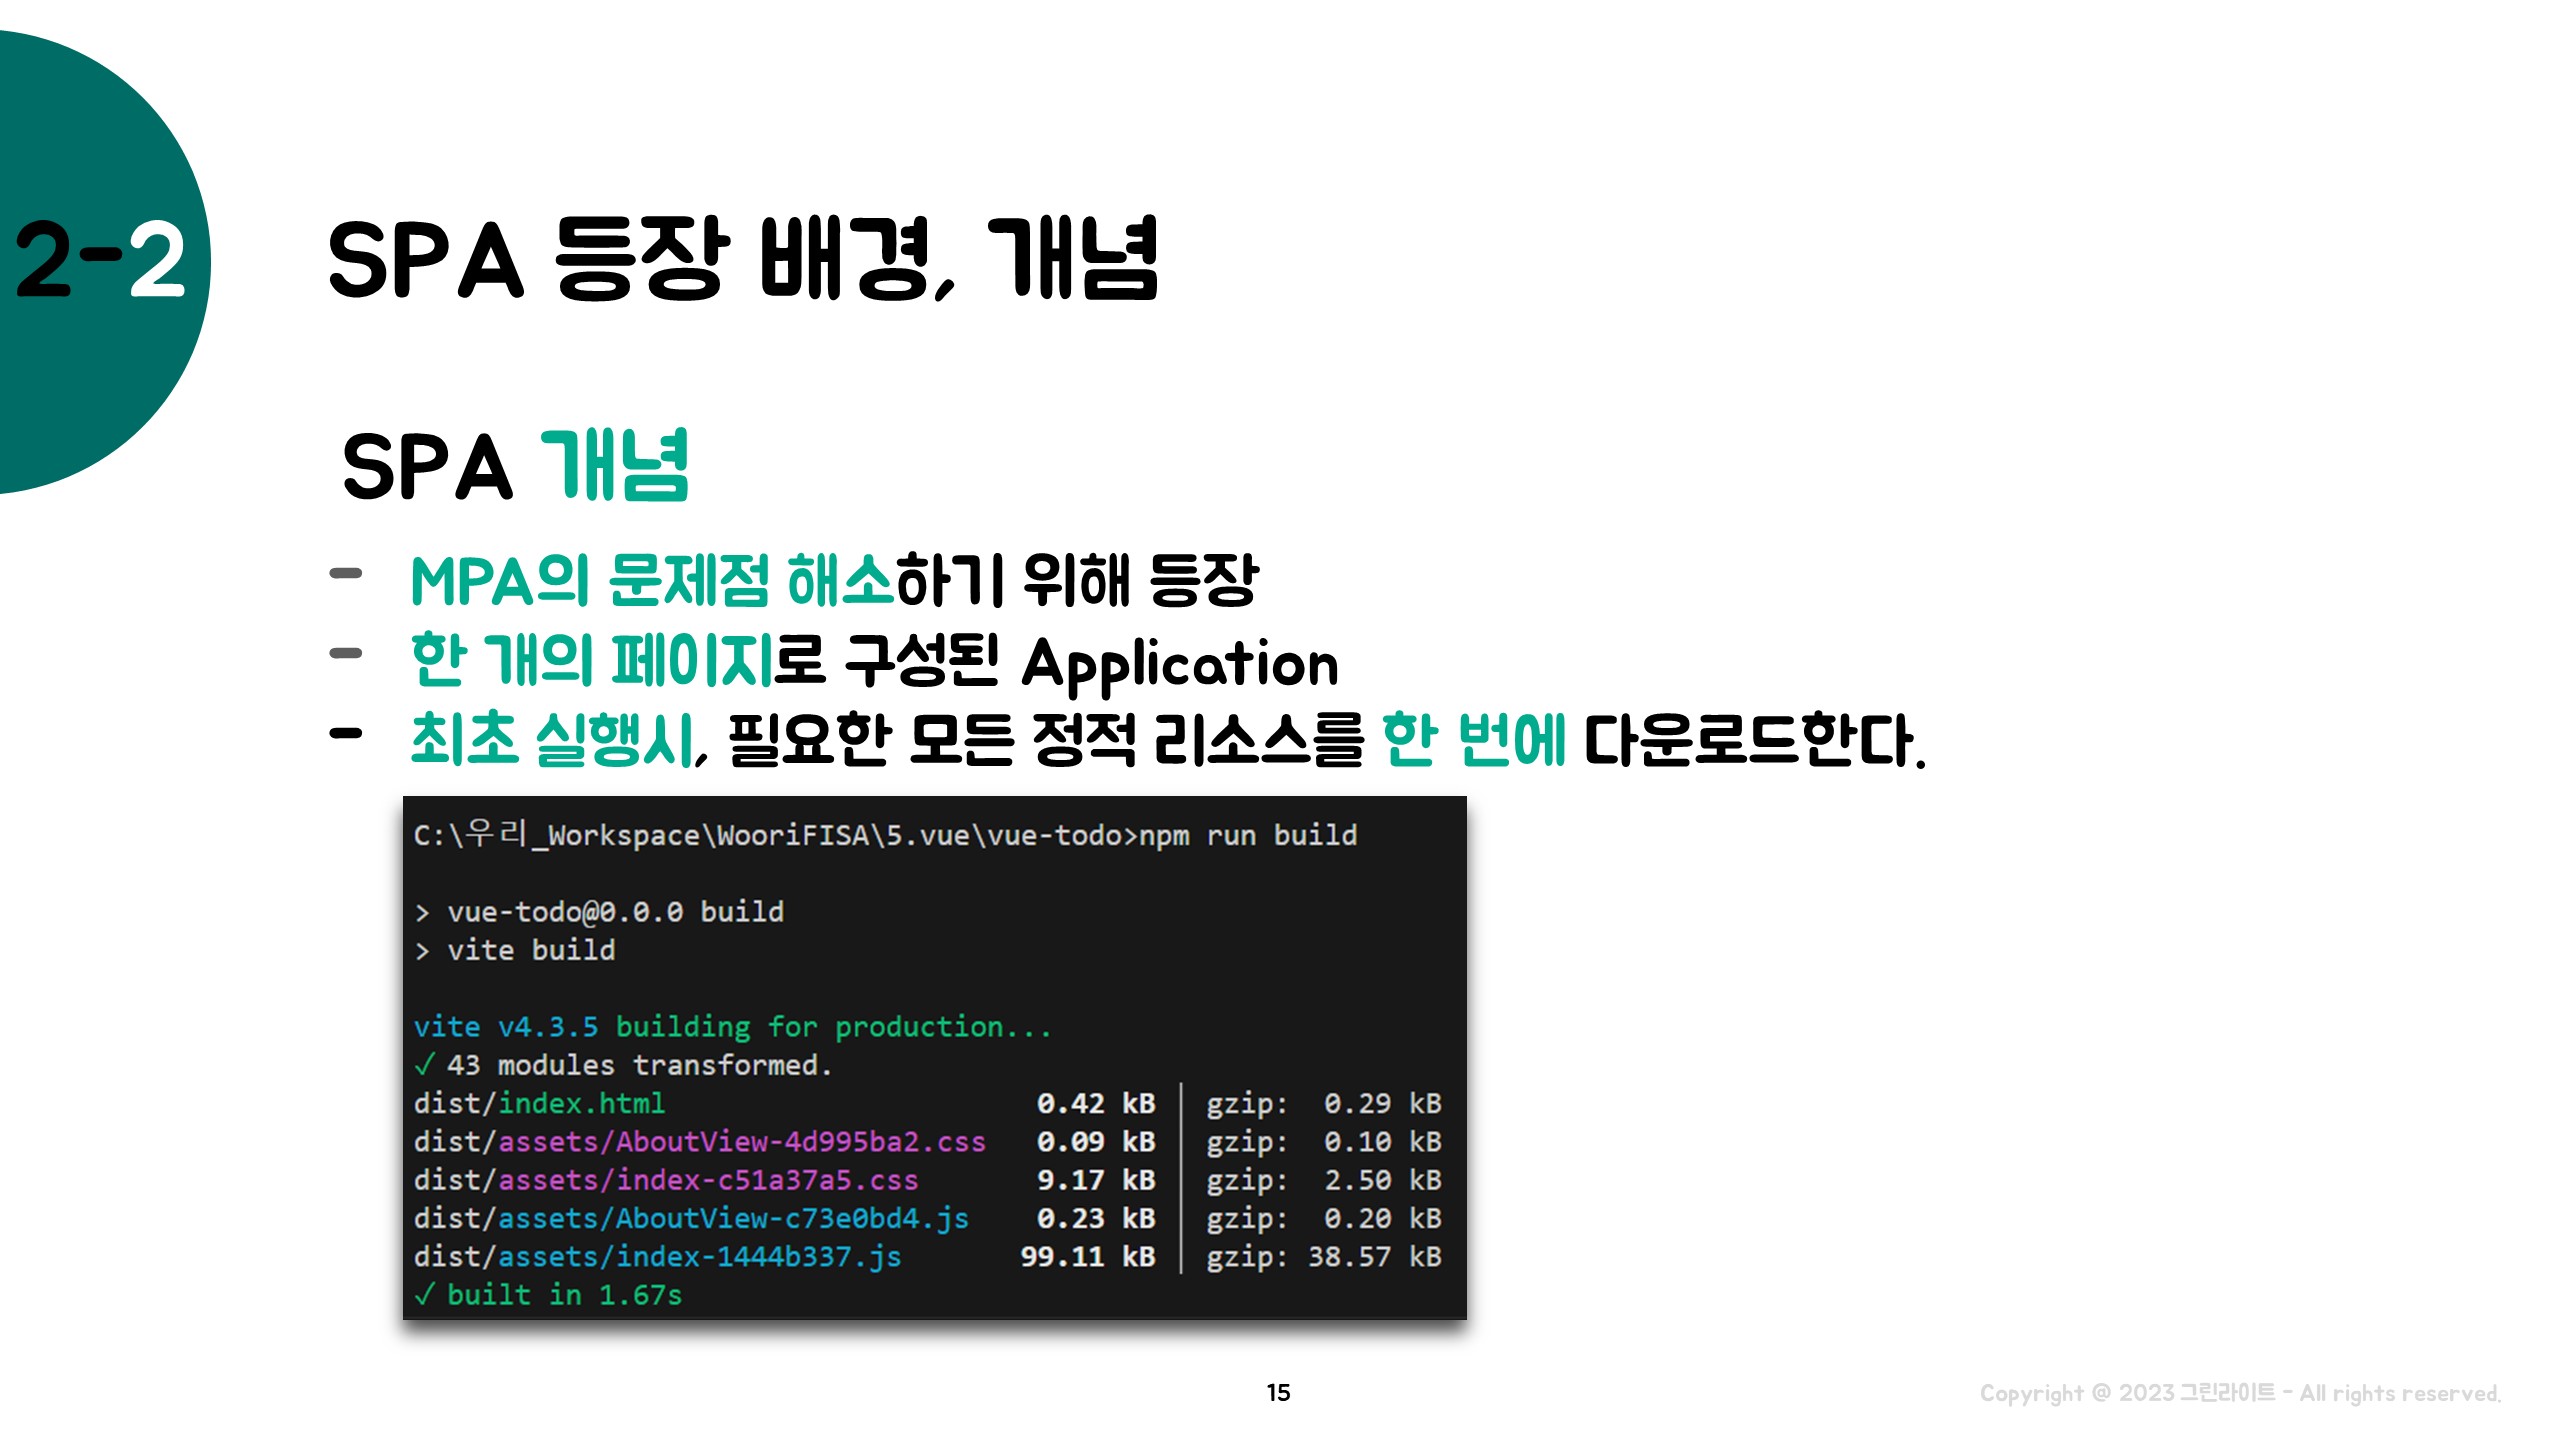 2-2
SPA 등장 배경, 개념
SPA 개념
- MPA의 문제점 해소하기 위해 등장
- 한 개의 페이지로 구성된 Application
- 최초 실행시, 필요한 모든 정적 리소스를 한 번에 다운로드한다.
C:\우리_Workspace\WooriFISA\5.vue\vue-todo>npm run build
> vue-todo@0.0.0 build
> vite build
vite v4.3.5 building for production...
✓ 43 modules transformed.
dist/index.html 0.42 kB │ gzip: 0.29 kB
dist/assets/AboutView-4d995ba2.css 0.09 kB │ gzip: 0.10 kB
dist/assets/index-c51a37a5.css 9.17 kB │ gzip: 2.50 kB
dist/assets/AboutView-c73e0bd4.js 0.23 kB │ gzip: 0.20 kB
dist/assets/index-1444b337.js 99.11 kB │ gzip: 38.57 kB
✓ built in 1.67s
15
Copyright @ 2023 그린라이트 - All rights reserved.